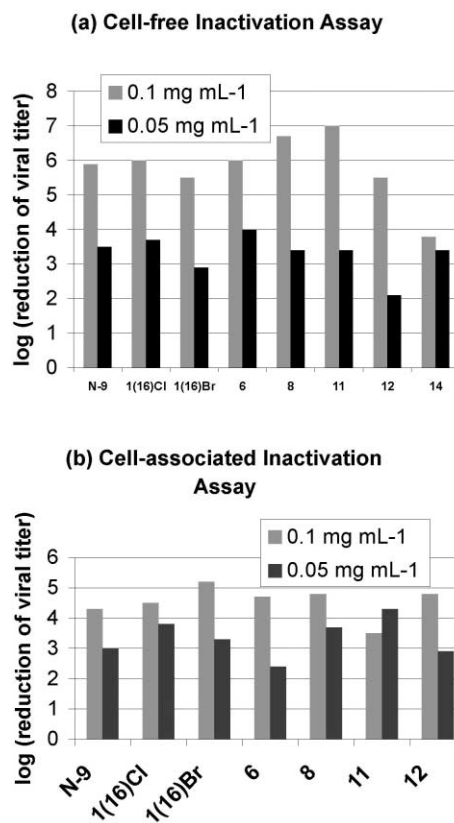 (a) Cell-free Inactivation Assay
log (reduction of viral titer)
8
7
6
5
4
3
2
1
0
0.1 mg mL-1
0.05 mg mL-1
N-9 1(16)Cl 1(16)Br 6 8 11 12 14
(b) Cell-associated Inactivation
Assay
log (reduction of viral titer)
6
5
4
3
2
1
0
0.1 mg mL-1
0.05 mg mL-1
N-9 1(16)Cl 1(16)Br 6 8 11 12